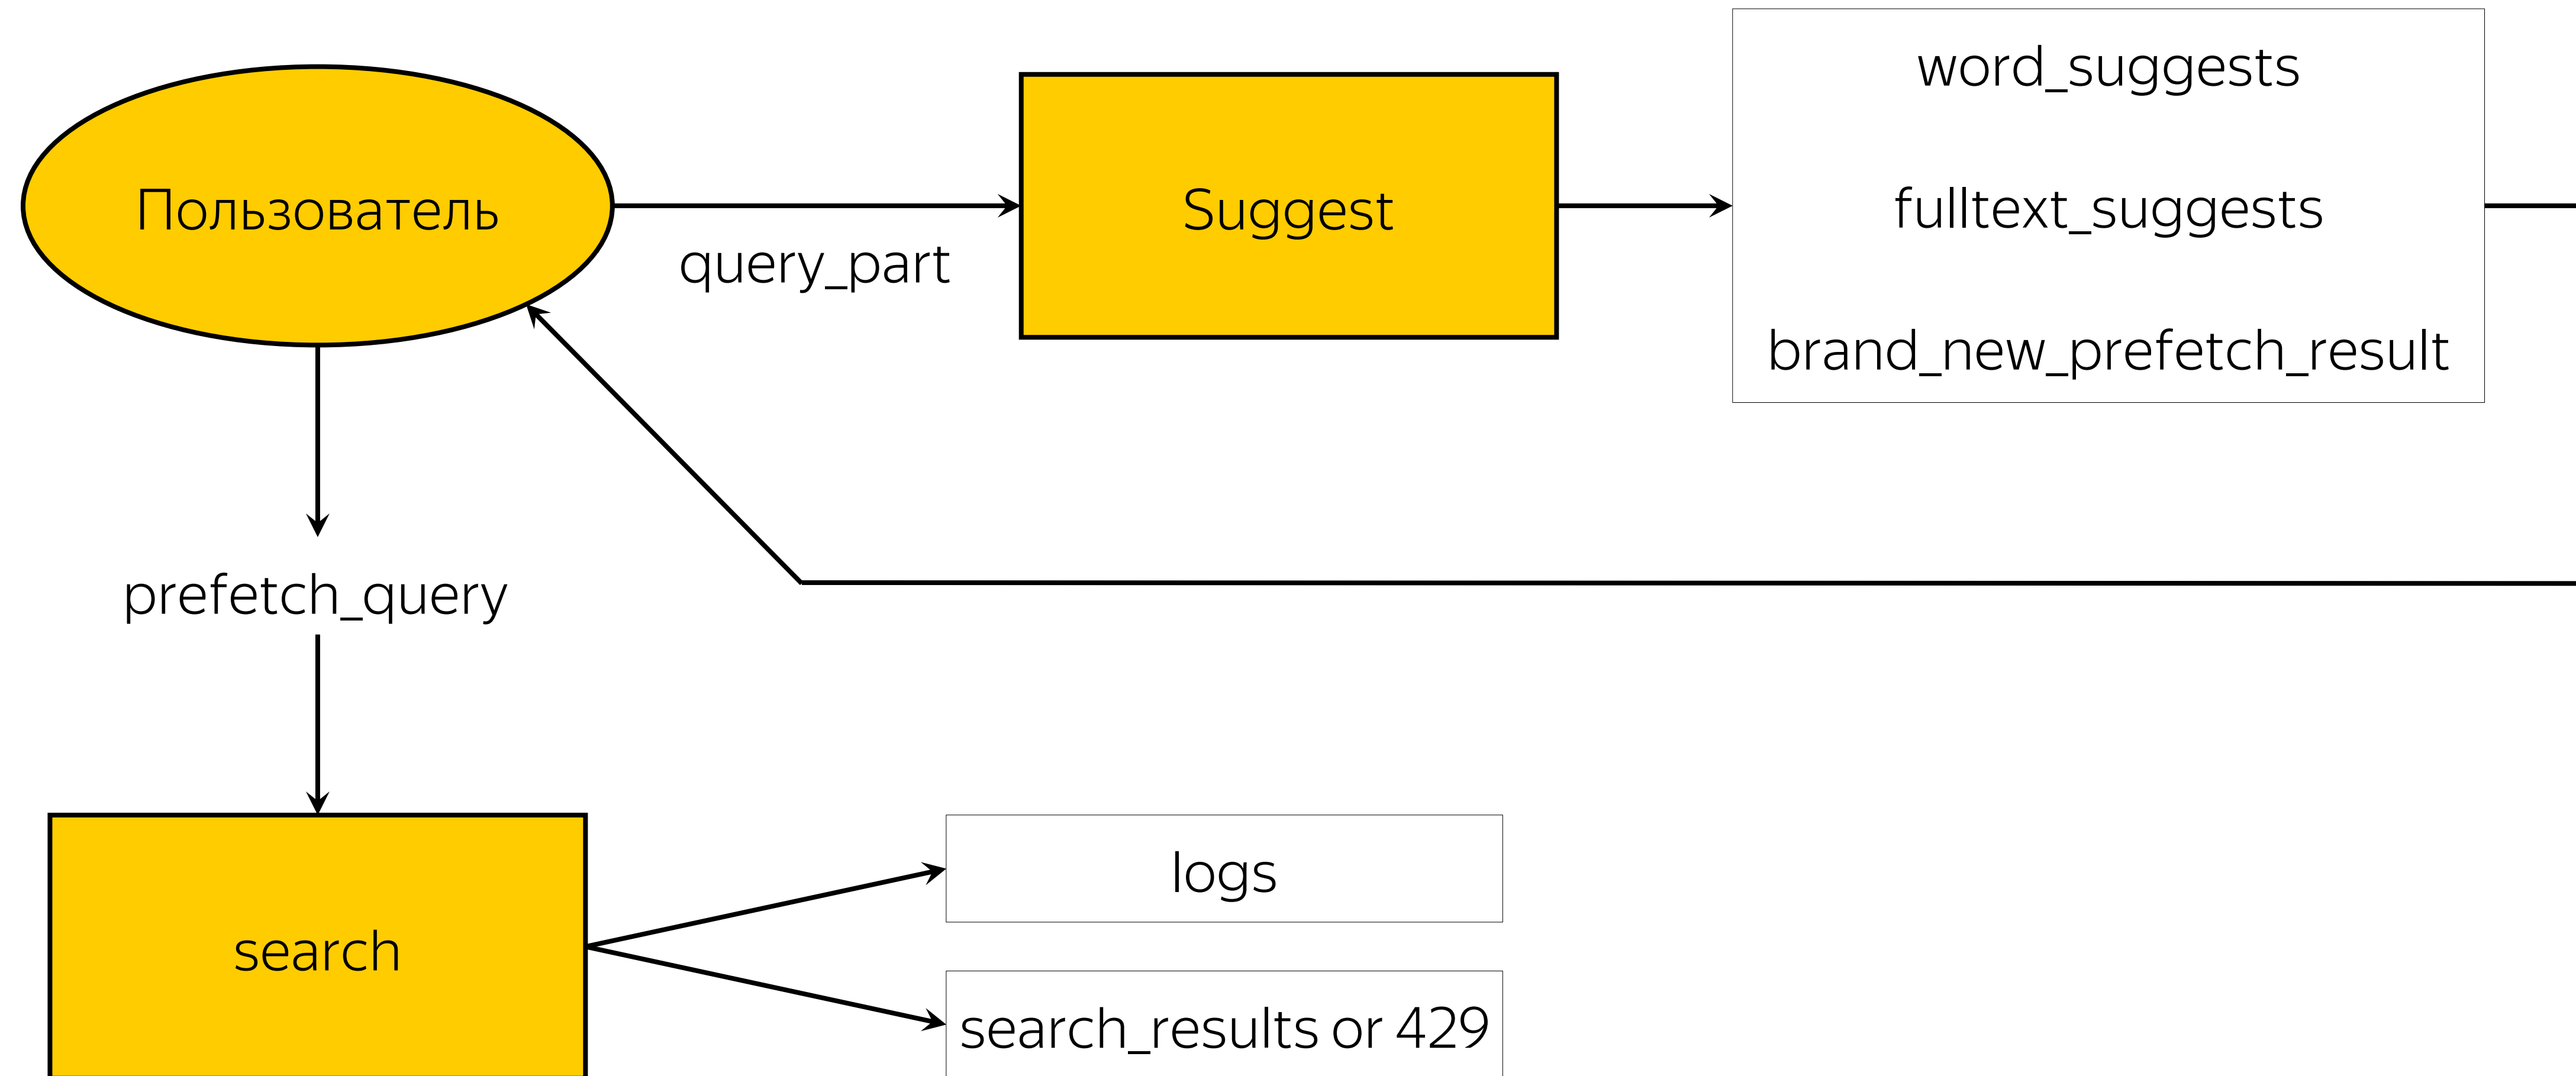 Пользователь
query_part
Suggest
word_suggests
fulltext_suggests
brand_new_prefetch_result
prefetch_query
search
logs
search_results or 429